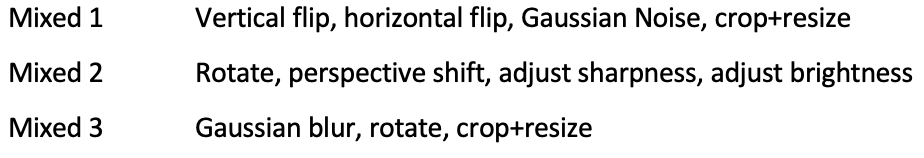 Mixed 1 Vertical flip, horizontal flip, Gaussian Noise, crop+resize
Mixed 2 Rotate, perspective shift, adjust sharpness, adjust brightness
Mixed 3 Gaussian blur, rotate, crop+resize